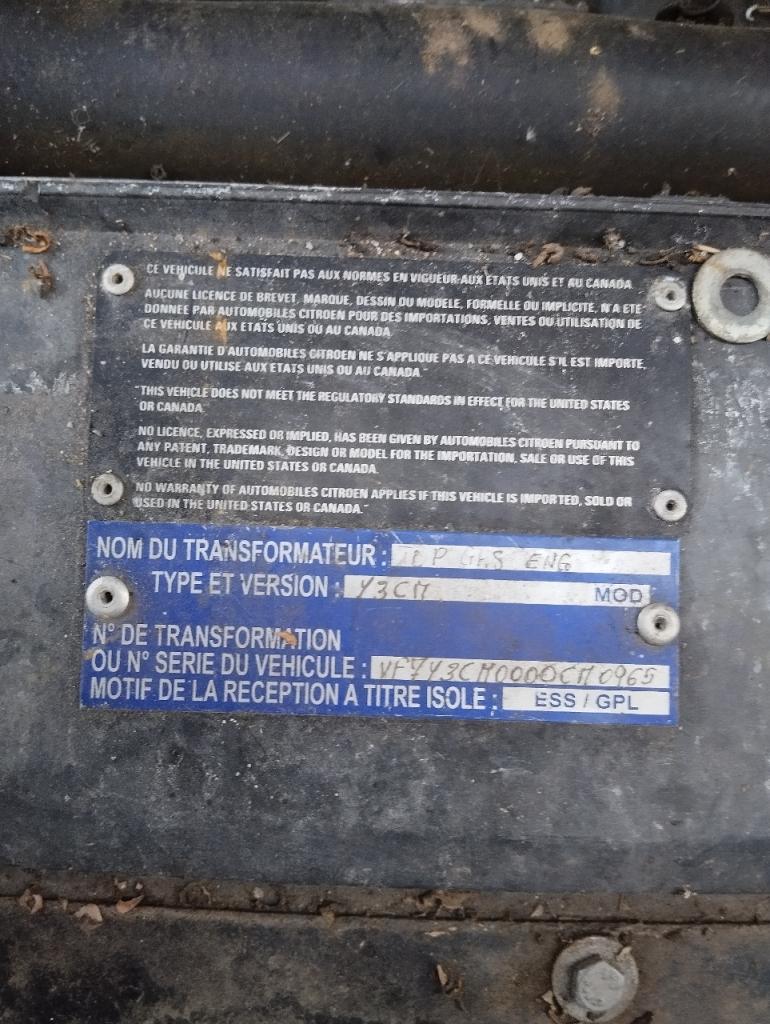 CE VEHICULE NE SATISFAIT PAS AUX NORMES EN VIGUEUR AUX ETATS UNIS ET AU CANADA
AUCUNE LICENCE DE BREVET, MARQUE, DESSIN OU MODELE, FORMELLE OU IMPLICITE, N'A ETE
DONNEE PAR AUTOMOBILES CITROEN POUR DES IMPORTATIONS, VENTES OU UTILISATION DE
CE VEHICULE AUX ETATS UNIS OU AU CANADA
LA GARANTIE D'AUTOMOBILES CITROEN NE S'APPLIQUE PAS A CE VEHICULE S'IL EST IMPORTE,
VENDU OU UTILISE AUX ETATS UNIS OU AU CANADA"
"THIS VEHICLE DOES NOT MEET THE REGULATORY STANDARDS IN EFFECT FOR THE UNITED STATES
OR CANADA."
NO LICENCE, EXPRESSED OR IMPLIED, HAS BEEN GIVEN BY AUTOMOBILES CITROEN PURSUANT TO
ANY PATENT, TRADEMARK, DESIGN OR MODEL FOR THE IMPORTATION, SALE OR USE OF THIS
VEHICLE IN THE UNITED STATES OR CANADA.
NO WARRANTY OF AUTOMOBILES CITROEN APPLIES IF THIS VEHICLE IS IMPORTED, SOLD OR
USED IN THE UNITED STATES OR CANADA."
NOM DU TRANSFORMATEUR : ENG
TYPE ET VERSION : Y3CM MOD
N° DE TRANSFORMATION
OU N° SERIE DU VEHICULE : VF7Y3CM0000CM0965
MOTIF DE LA RECEPTION A TITRE ISOLE : ESS / GPL